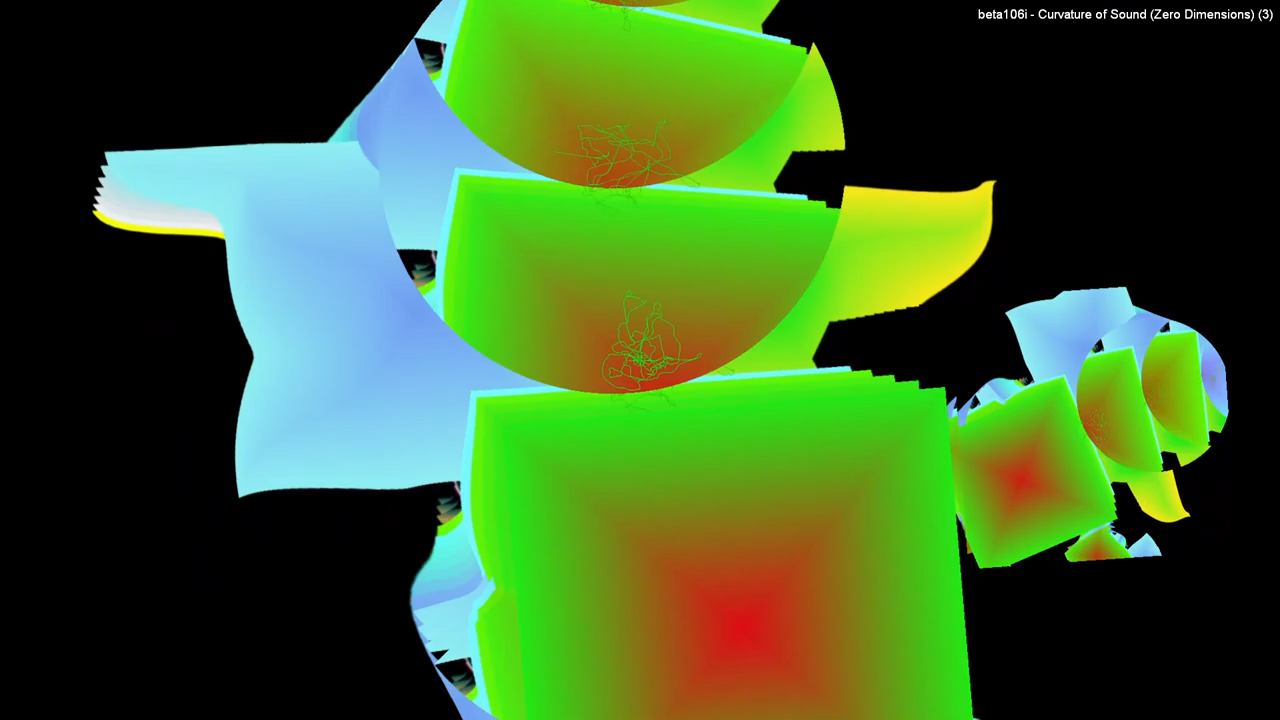 beta106i - Curvature of Sound (Zero Dimensions) (3)